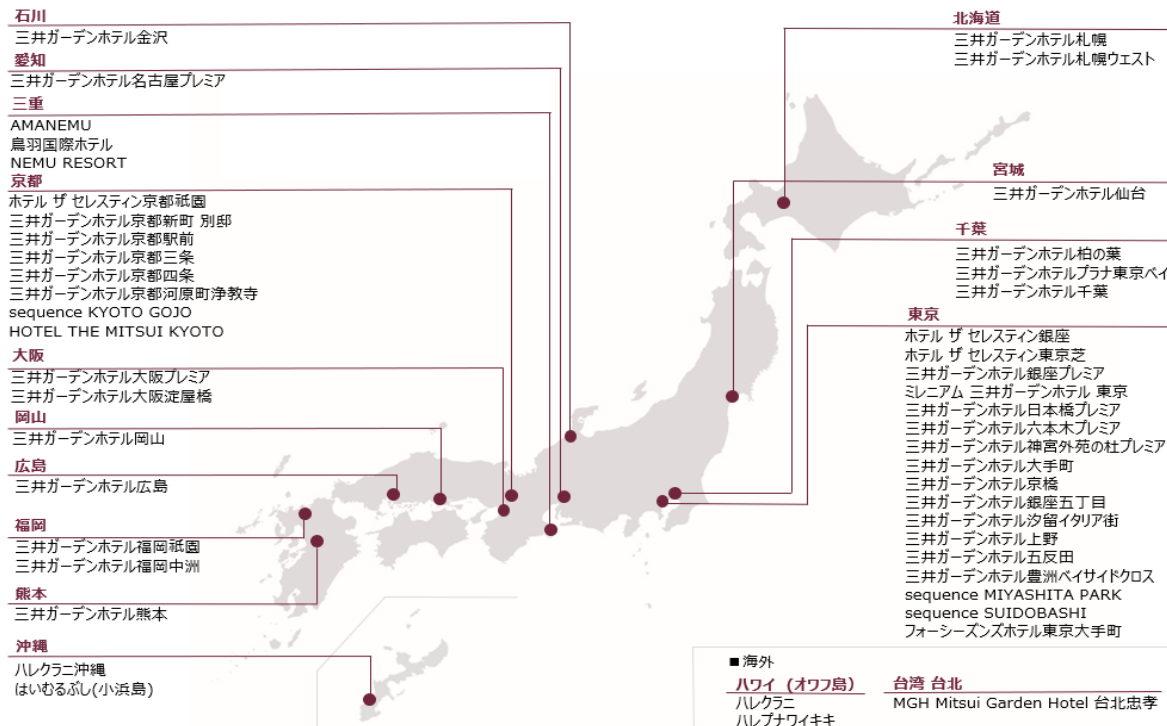 石川
三井ガーデンホテル金沢
愛知
三井ガーデンホテル名古屋プレミア
三重
AMANEMU
鳥羽国際ホテル
NEMU RESORT
京都
ホテル ザ セレスティン京都祇園
三井ガーデンホテル京都新町 別邸
三井ガーデンホテル京都駅前
三井ガーデンホテル京都三条
三井ガーデンホテル京都四条
三井ガーデンホテル京都河原町浄教寺
sequence KYOTO GOJO
HOTEL THE MITSUI KYOTO
大阪
三井ガーデンホテル大阪プレミア
三井ガーデンホテル大阪淀屋橋
岡山
三井ガーデンホテル岡山
広島
三井ガーデンホテル広島
福岡
三井ガーデンホテル福岡祇園
三井ガーデンホテル福岡中洲
熊本
三井ガーデンホテル熊本
沖縄
ハレクラニ沖縄
はいむるぶし(小浜島)
北海道
三井ガーデンホテル札幌
三井ガーデンホテル札幌ウエスト
宮城
三井ガーデンホテル仙台
千葉
三井ガーデンホテル柏の葉
三井ガーデンホテルプラナ東京ベイ
三井ガーデンホテル千葉
東京
ホテル ザ セレスティン銀座
ホテル ザ セレスティン東京芝
三井ガーデンホテル銀座プレミア
ミレニアム 三井ガーデンホテル 東京
三井ガーデンホテル日本橋プレミア
三井ガーデンホテル六本木プレミア
三井ガーデンホテル神宮外苑の杜プレミア
三井ガーデンホテル大手町
三井ガーデンホテル京橋
三井ガーデンホテル銀座五丁目
三井ガーデンホテル汐留イタリア街
三井ガーデンホテル上野
三井ガーデンホテル五反田
三井ガーデンホテル豊洲ベイサイドクロス
sequence MIYASHITA PARK
sequence SUIDOBASHI
フォーシーズンズホテル東京大手町
■海外
ハワイ（オワフ島）
ハレクラニ
ハレプナワイキキ
台湾 台北
MGH Mitsui Garden Hotel 台北忠孝